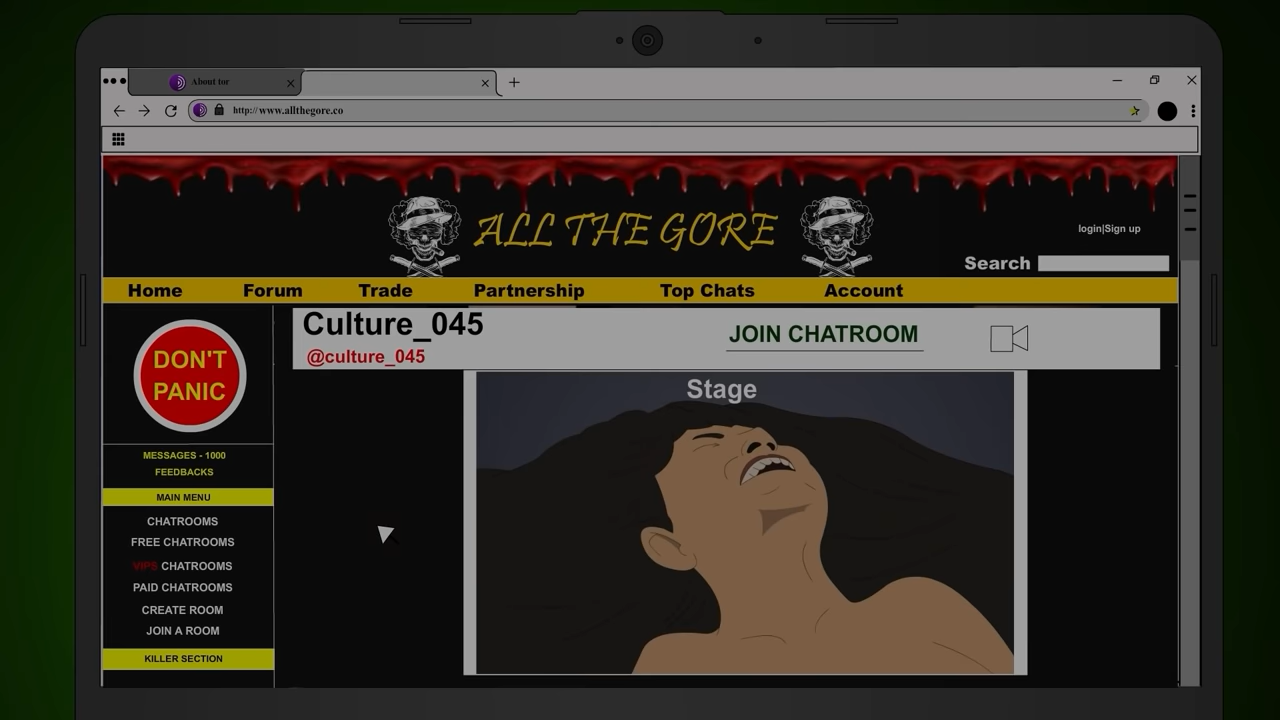 About tor
http://www.allthegore.co
ALL THE GORE
login|Sign up
Search
Home Forum Trade Partnership Top Chats Account
Culture_045
@culture_045
JOIN CHATROOM
DON'T
PANIC
Stage
MESSAGES - 1000
FEEDBACKS
MAIN MENU
CHATROOMS
FREE CHATROOMS
VIPS CHATROOMS
PAID CHATROOMS
CREATE ROOM
JOIN A ROOM
KILLER SECTION